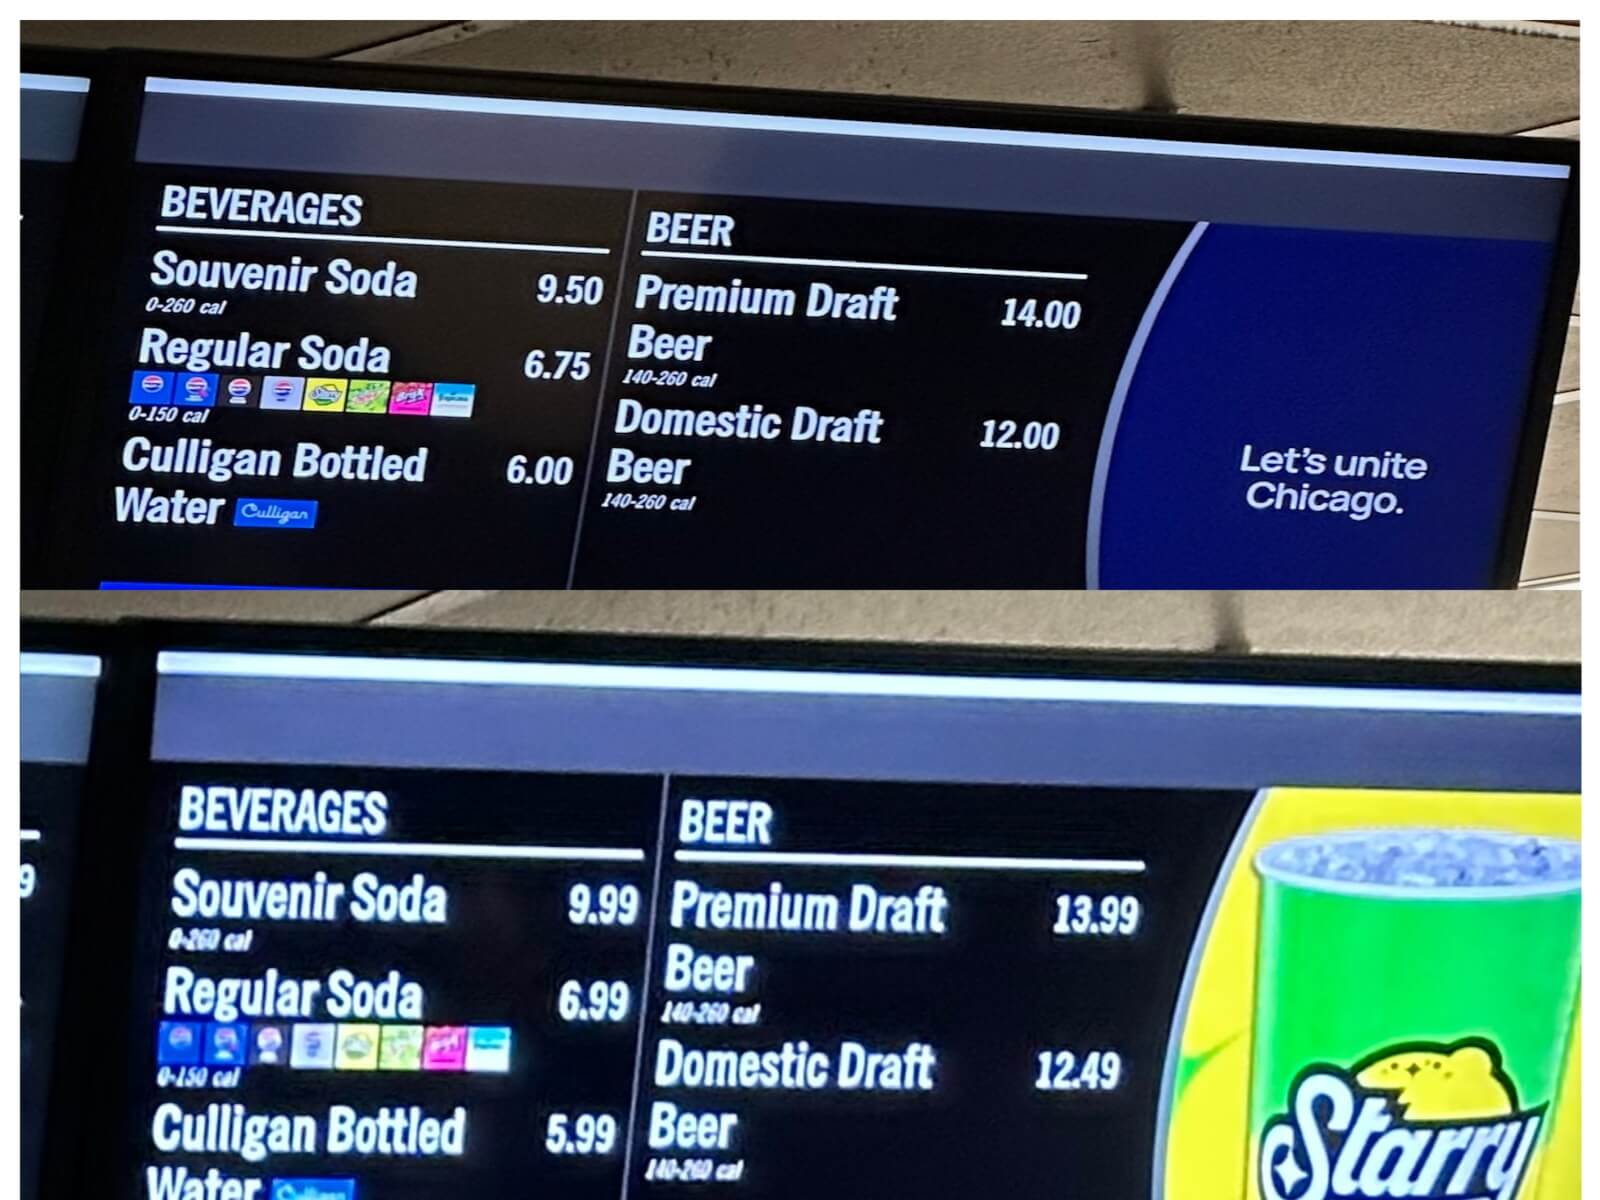 BEVERAGES
Souvenir Soda 9.50
0-260 cal
Regular Soda 6.75
0-150 cal
Culligan Bottled 6.00
Water Culligan
BEER
Premium Draft 14.00
Beer
140-260 cal
Domestic Draft 12.00
Beer
140-260 cal
Let's unite
Chicago.
9
BEVERAGES
Souvenir Soda 9.99
0-260 cal
Regular Soda 6.99
0-150 cal
Culligan Bottled 5.99
Water Culligan
BEER
Premium Draft 13.99
Beer
140-260 cal
Domestic Draft 12.49
Beer
140-260 cal
Starry